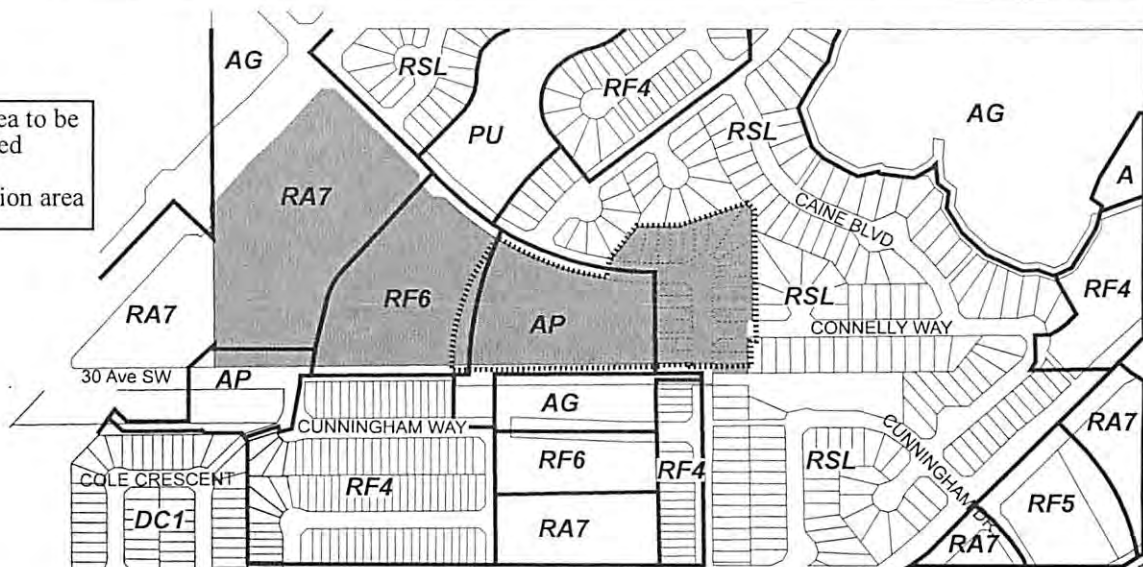 AG
RSL
RF4
PU
RSL
AG
ea to be
ed
ion area
A
RA7
CAINE BLVD
RF6
RSL
RF4
RA7
AP
CONNELLY WAY
30 Ave SW
AP
AG
RA7
CUNNINGHAM WAY
CUNNINGHAM DR.
COLE CRESCENT
RF4
RF6
RF4
RSL
DC1
RA7
RF5
RA7